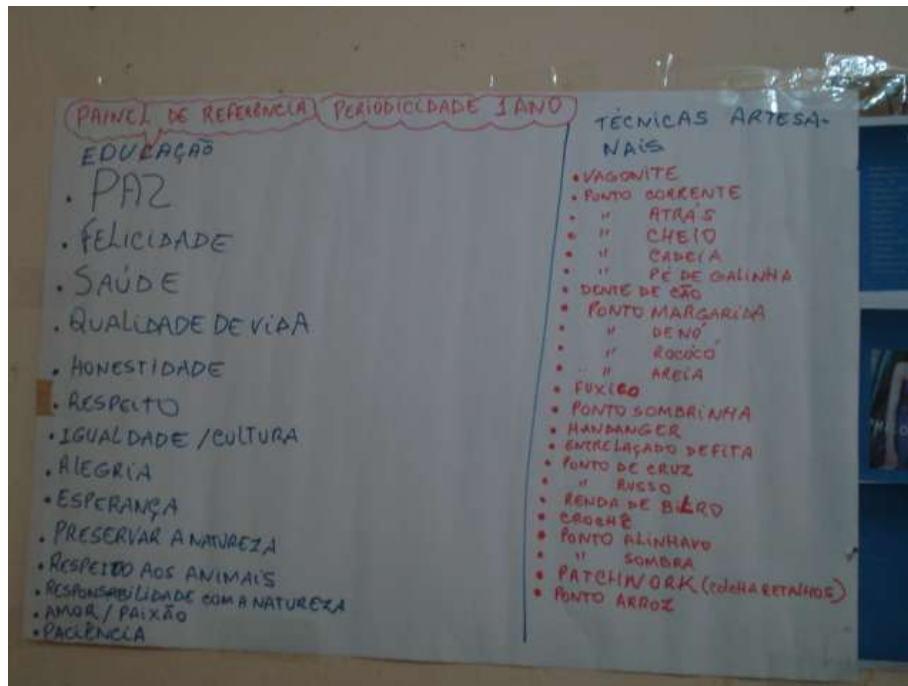 PAINEL DE REFERÊNCIA PERIODICIDADE 1 ANO
EDUCAÇÃO
. PAZ
. FELICIDADE
. SAÚDE
. QUALIDADE DE VIDA
. HONESTIDADE
. RESPEITO
. IGUALDADE / CULTURA
. ALEGRIA
. ESPERANÇA
. PRESERVAR A NATUREZA
. RESPEITO AOS ANIMAIS
. RESPONSABILIDADE COM A NATUREZA
. AMOR / PAIXÃO
. PACIÊNCIA
TÉCNICAS ARTESA-
NAIS
• VAGONITE
• PONTO CORRENTE
• " ATRÁS
• " CHEIO
• " CADEIA
• " PÉ DE GALINHA
• DENTE DE CÃO
• PONTO MARGARIDA
• " DE NÓ
• " ROCOCÓ
• " AREIA
• FUXICO
• PONTO SOMBRINHA
• HANDANGER
• ENTRELAÇADO DE FITA
• PONTO DE CRUZ
• " RUSSO
• RENDA DE BILRO
• CROCHÊ
• PONTO ALINHAVO
• " SOMBRA
• PATCHWORK (COLCHA RETALHOS)
• PONTO ARROZ